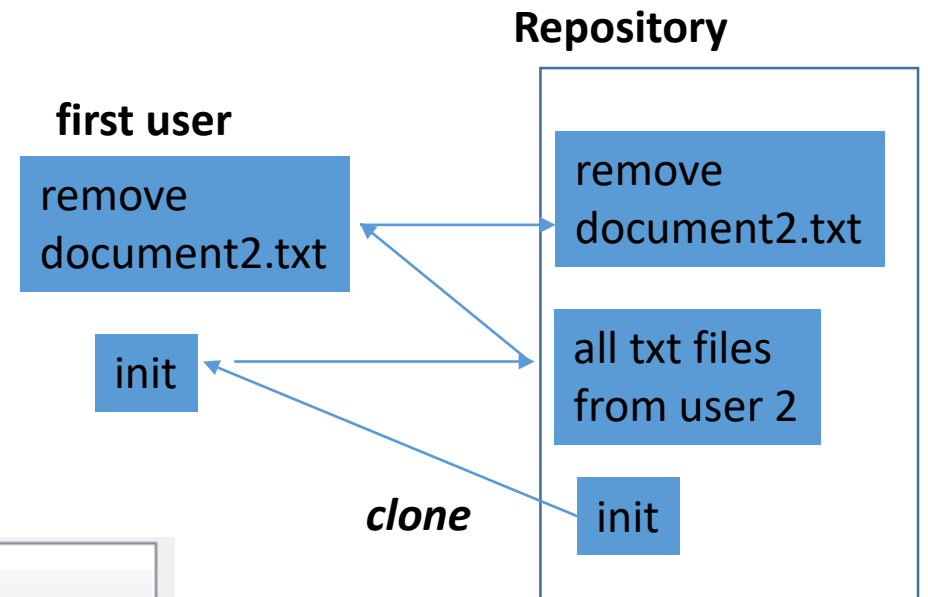 Repository
first user
remove
document2.txt
remove
document2.txt
init
all txt files
from user 2
clone
init